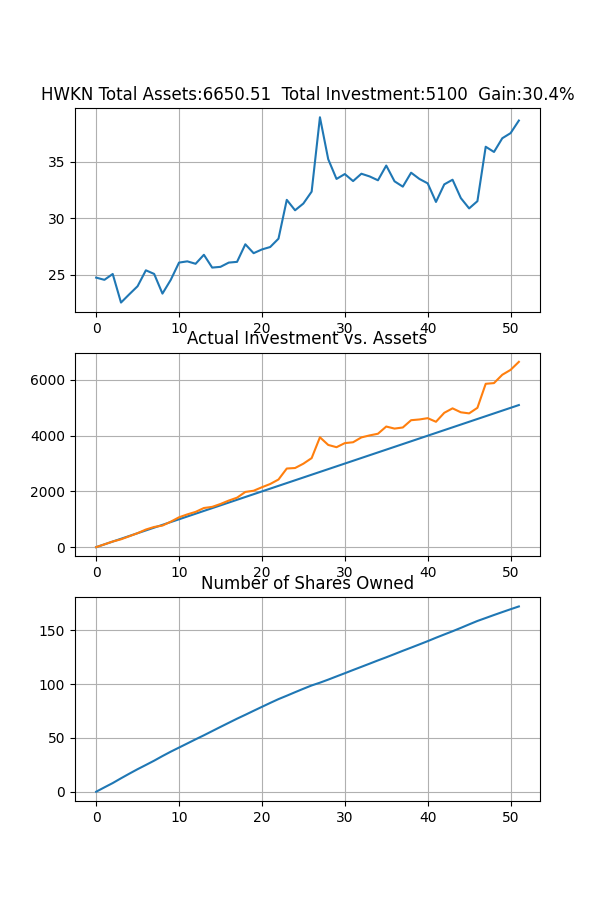 HWKN Total Assets:6650.51  Total Investment:5100  Gain:30.4%
35
30
25
0 10 20 30 40 50
Actual Investment vs. Assets
6000
4000
2000
0
0 10 20 30 40 50
Number of Shares Owned
150
100
50
0
0 10 20 30 40 50